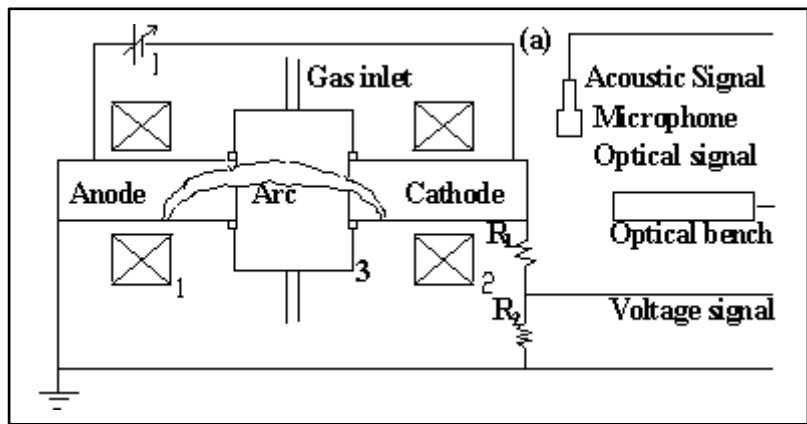 (a)
1
Gas inlet
Acoustic Signal
Microphone
Optical signal
Anode
Arc
Cathode
R1
Optical bench
1
3
2
R2
Voltage signal